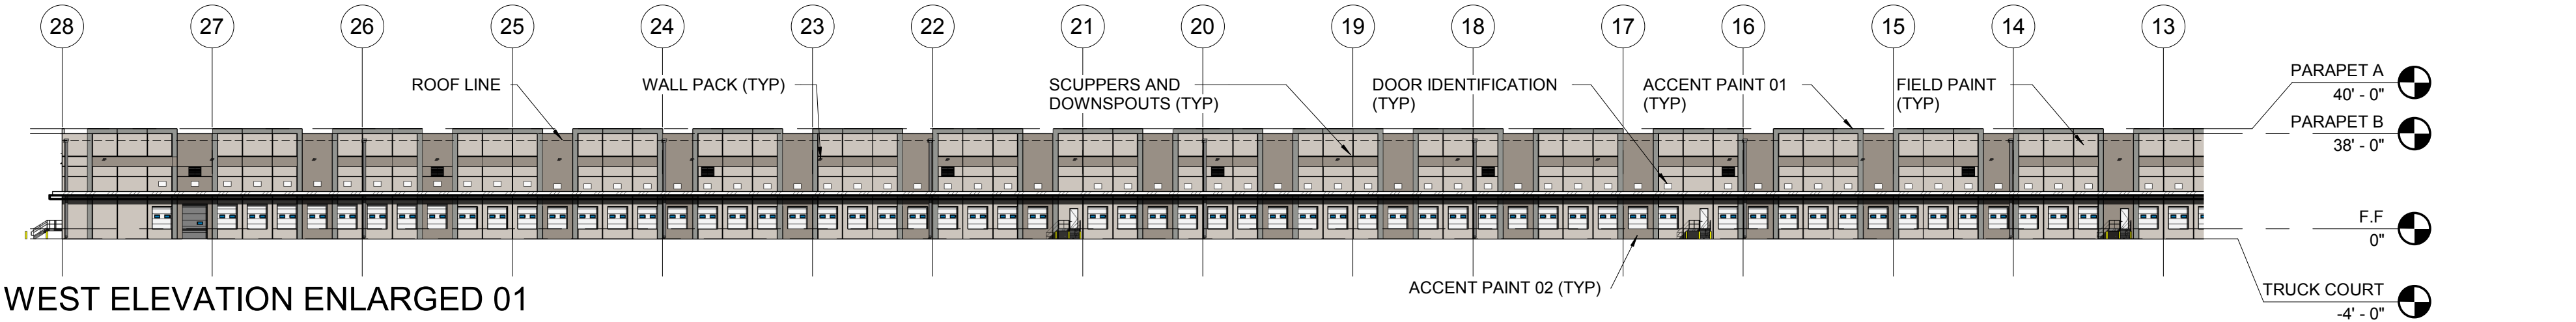 28 27 26 25 24 23 22 21 20 19 18 17 16 15 14 13
ROOF LINE
WALL PACK (TYP)
SCUPPERS AND
DOWNSPOUTS (TYP)
DOOR IDENTIFICATION
(TYP)
ACCENT PAINT 01
(TYP)
FIELD PAINT
(TYP)
PARAPET A
40' - 0"
PARAPET B
38' - 0"
F.F
0"
ACCENT PAINT 02 (TYP)
TRUCK COURT
-4' - 0"
WEST ELEVATION ENLARGED 01